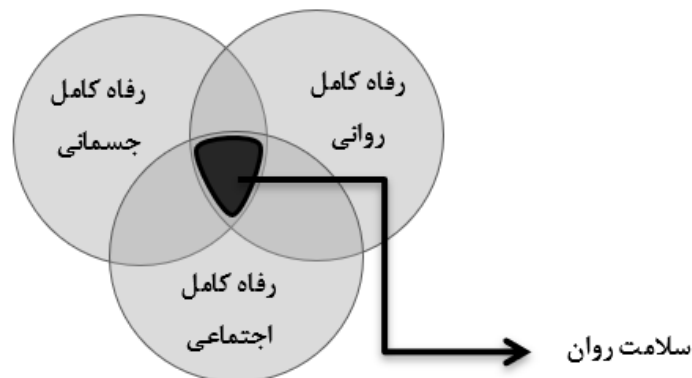 رفاه کامل
روانی
رفاه کامل
جسمانی
رفاه کامل
اجتماعی
سلامت روان